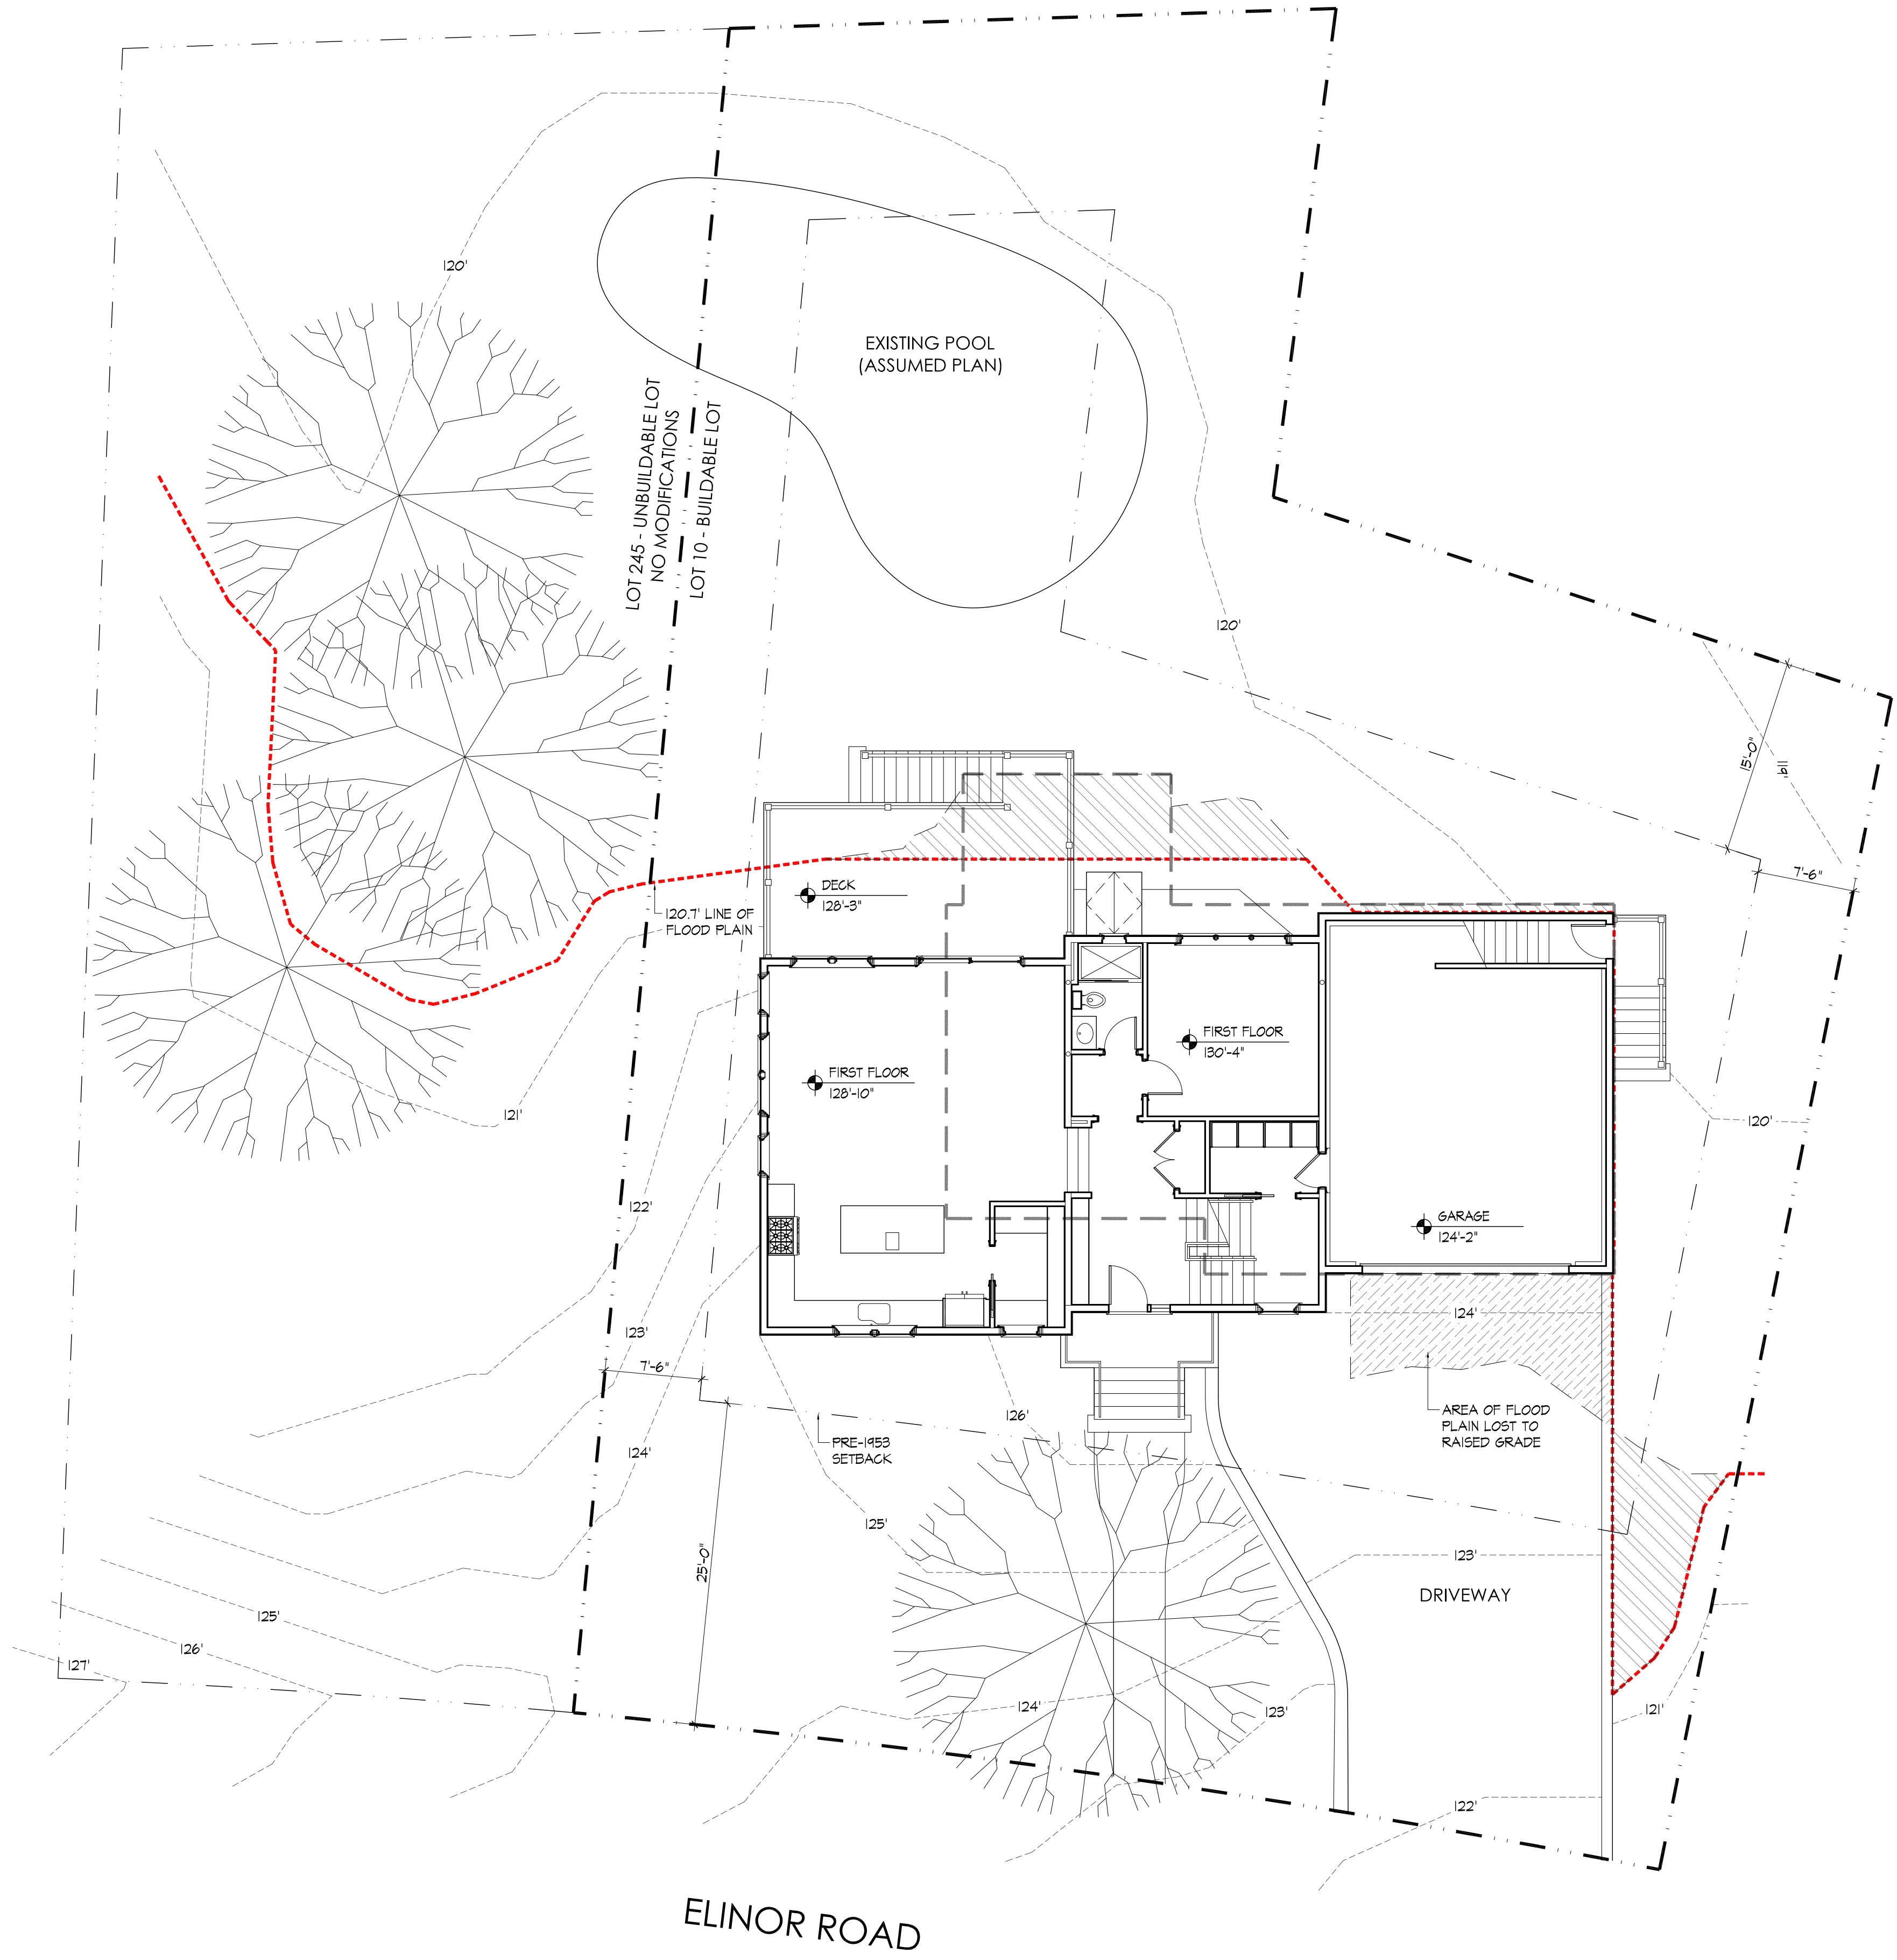 120'
EXISTING POOL
(ASSUMED PLAN)
LOT 245 - UNBUILDABLE LOT
NO MODIFICATIONS
LOT 10 - BUILDABLE LOT
120'
15'-0"
119'
7'-6"
DECK
128'-3"
120.7' LINE OF
FLOOD PLAIN
FIRST FLOOR
130'-4"
FIRST FLOOR
128'-10"
121'
120'
122'
GARAGE
124'-2"
124'
123'
7'-6"
126'
AREA OF FLOOD
PLAIN LOST TO
RAISED GRADE
PRE-1953
SETBACK
124'
125'
25'-0"
123'
DRIVEWAY
125'
126'
127'
124'
123'
121'
122'
ELINOR ROAD